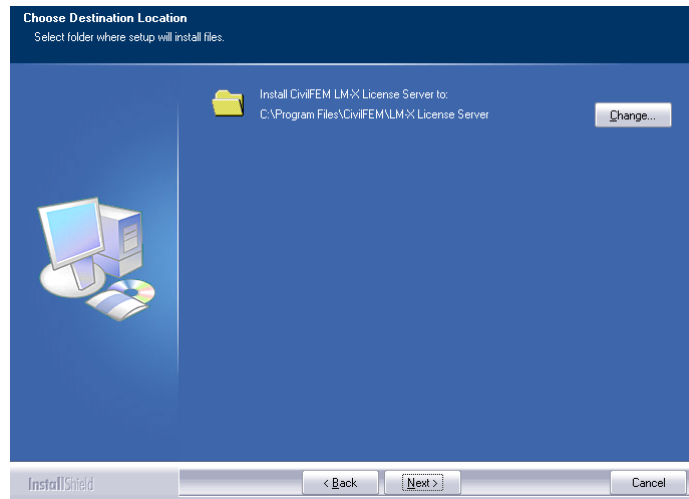 Choose Destination Location
Select folder where setup will install files.
Install CivilFEM LM-X License Server to:
C:\Program Files\CivilFEM\LM-X License Server
Change...
InstallShield
< Back
Next >
Cancel